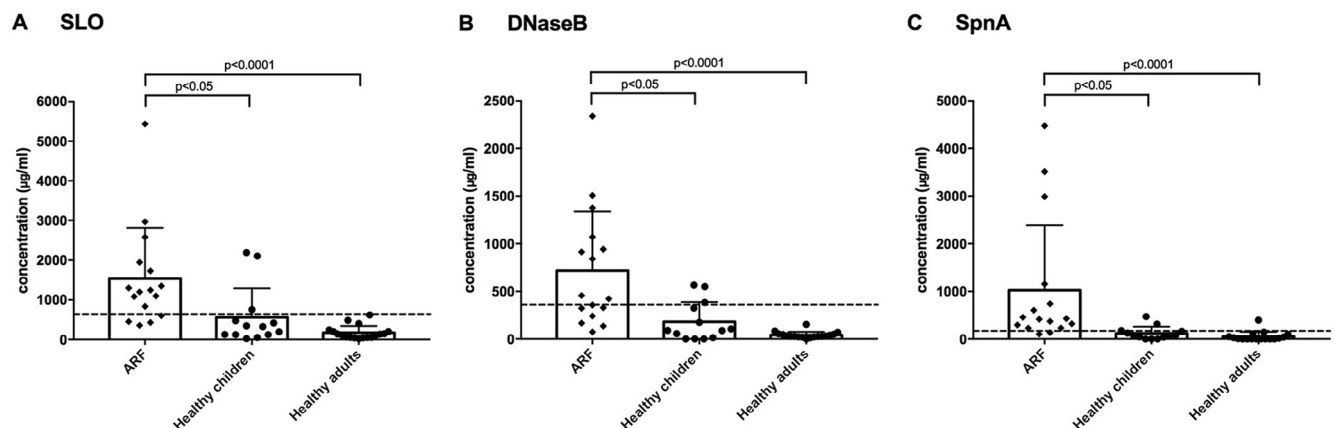 A SLO
p<0.0001
p<0.05
concentration (µg/ml)
6000
5000
4000
3000
2000
1000
0
ARF
Healthy children
Healthy adults
B DNaseB
p<0.0001
p<0.05
concentration (µg/ml)
2500
2000
1500
1000
500
0
ARF
Healthy children
Healthy adults
C SpnA
p<0.0001
p<0.05
concentration (µg/ml)
5000
4000
3000
2000
1000
0
ARF
Healthy children
Healthy adults